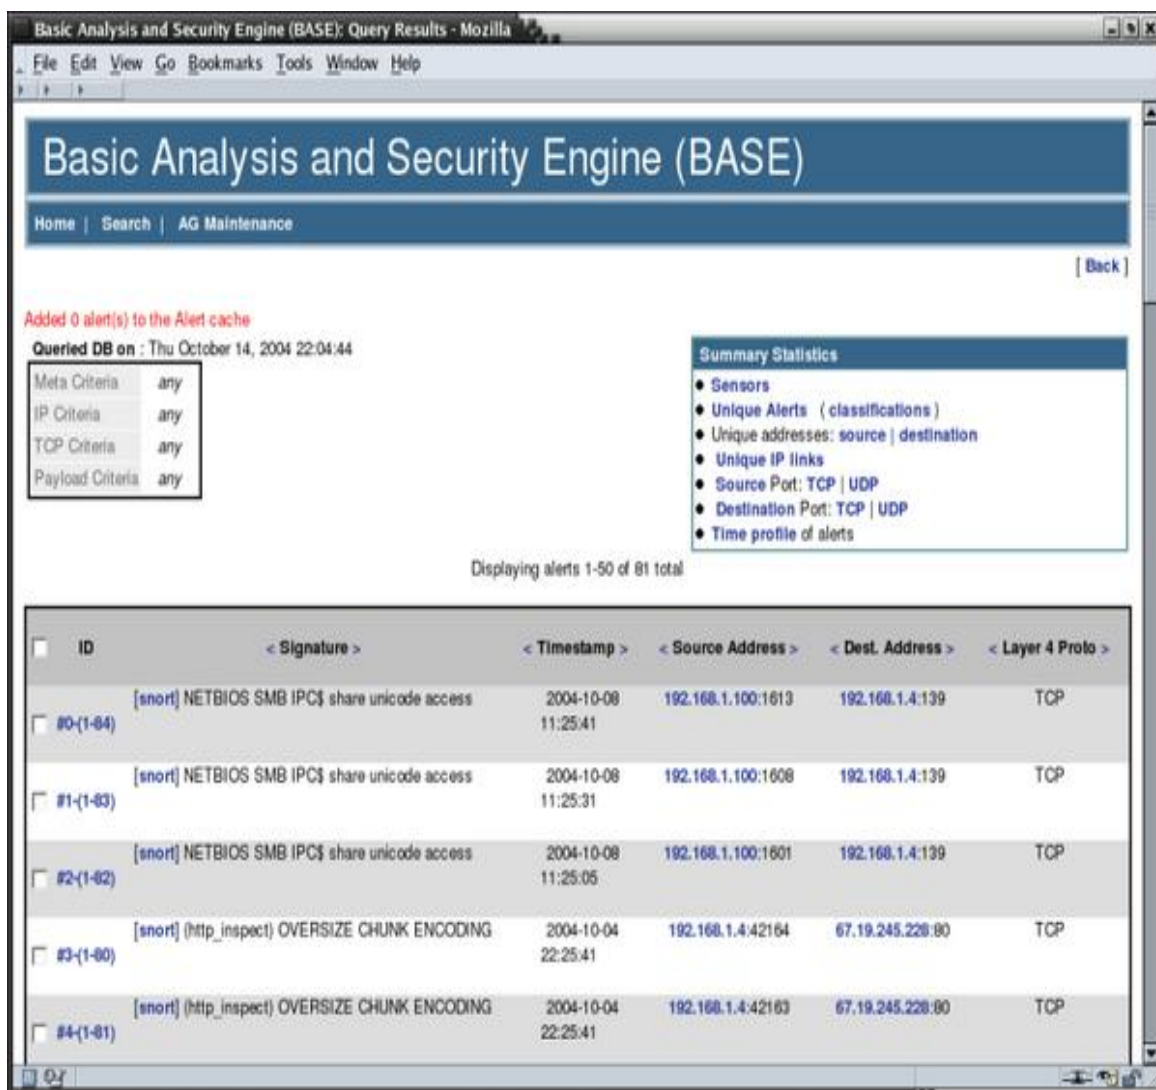 Basic Analysis and Security Engine (BASE): Query Results - Mozilla
File Edit View Go Bookmarks Tools Window Help
Basic Analysis and Security Engine (BASE)
Home | Search | AG Maintenance
[ Back ]
Added 0 alert(s) to the Alert cache
Queried DB on : Thu October 14, 2004 22:04:44
Meta Criteria any
IP Criteria any
TCP Criteria any
Payload Criteria any
Summary Statistics
Sensors
Unique Alerts ( classifications )
Unique addresses: source | destination
Unique IP links
Source Port: TCP | UDP
Destination Port: TCP | UDP
Time profile of alerts
Displaying alerts 1-50 of 81 total
ID < Signature > < Timestamp > < Source Address > < Dest. Address > < Layer 4 Proto >
#0-(1-84) [snort] NETBIOS SMB IPC$ share unicode access 2004-10-08 11:25:41 192.168.1.100:1613 192.168.1.4:139 TCP
#1-(1-83) [snort] NETBIOS SMB IPC$ share unicode access 2004-10-08 11:25:31 192.168.1.100:1608 192.168.1.4:139 TCP
#2-(1-82) [snort] NETBIOS SMB IPC$ share unicode access 2004-10-08 11:25:05 192.168.1.100:1601 192.168.1.4:139 TCP
#3-(1-80) [snort] (http_inspect) OVERSIZE CHUNK ENCODING 2004-10-04 22:25:41 192.168.1.4:42164 67.19.245.228:80 TCP
#4-(1-81) [snort] (http_inspect) OVERSIZE CHUNK ENCODING 2004-10-04 22:25:41 192.168.1.4:42163 67.19.245.228:80 TCP